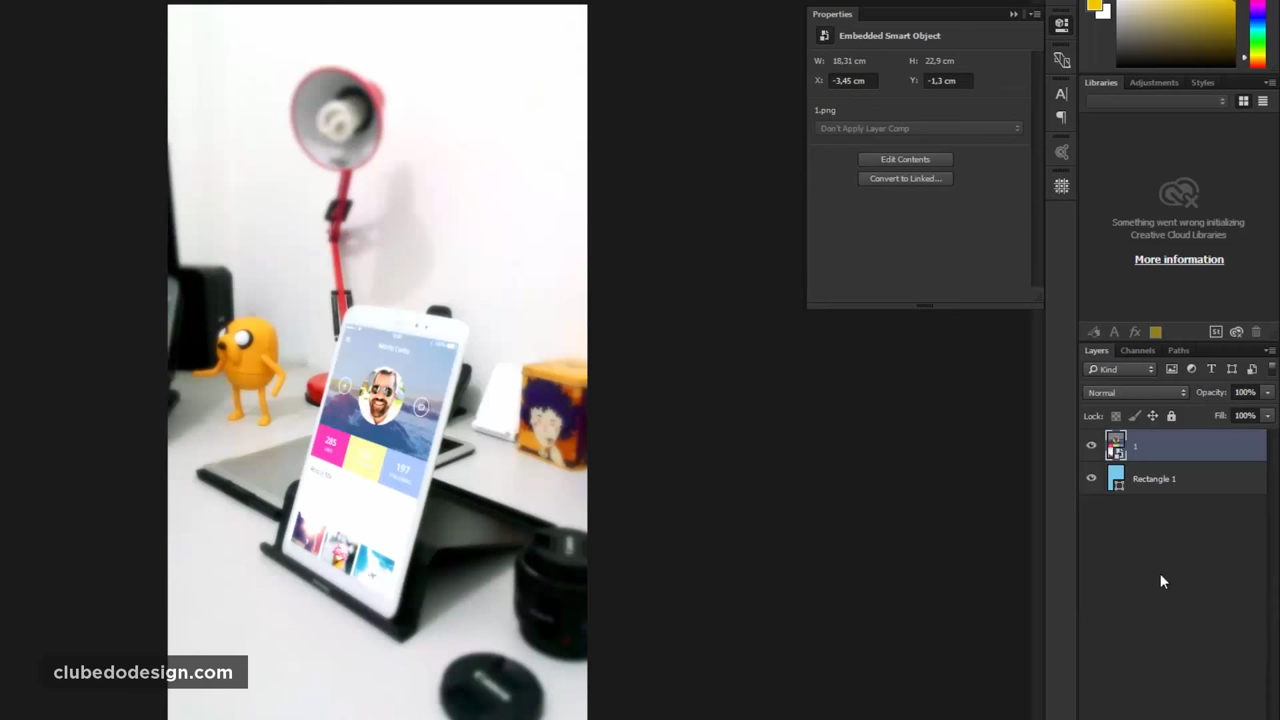 Properties
Embedded Smart Object
W: 18,31 cm H: 22,9 cm
X: -3,45 cm Y: -1,3 cm
1.png
Don't Apply Layer Comp
Edit Contents
Convert to Linked...
Libraries Adjustments Styles
Something went wrong initializing
Creative Cloud Libraries
More information
Layers Channels Paths
Kind
Normal Opacity: 100%
Lock: Fill: 100%
1
Rectangle 1
285
197
clubedodesign.com